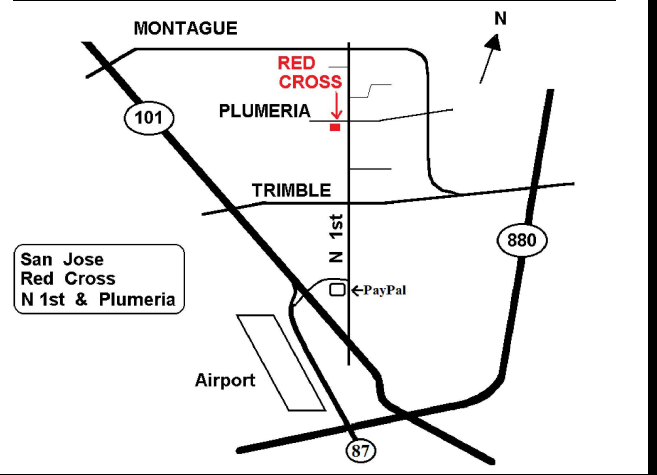 MONTAGUE
N
RED
CROSS
PLUMERIA
101
TRIMBLE
N 1st
880
San Jose
Red Cross
N 1st & Plumeria
PayPal
Airport
87